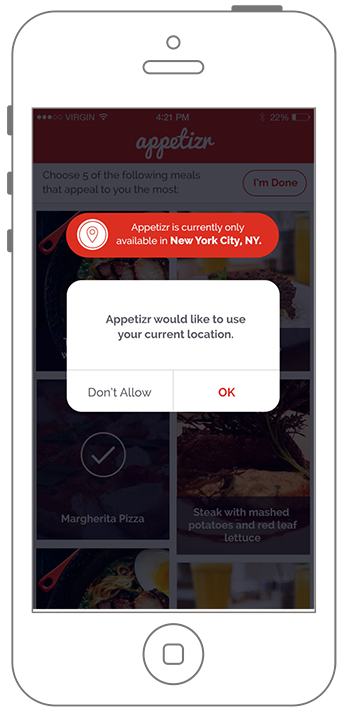 VIRGIN 4:21 PM 22%
appetizr
Choose 5 of the following meals
that appeal to you the most:
I'm Done
Appetizr is currently only
available in New York City, NY.
Appetizr would like to use
your current location.
Don't Allow OK
Margherita Pizza
Steak with mashed
potatoes and red leaf
lettuce